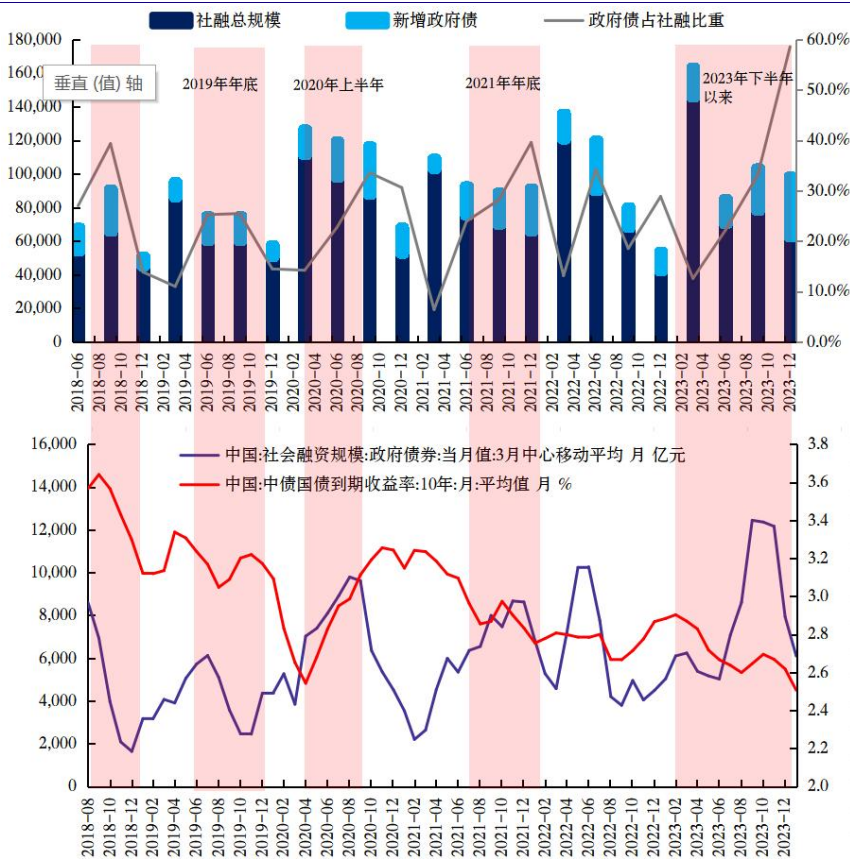 社融总规模 新增政府债 政府债占社融比重
180,000 60.0%
160,000
垂直 (值) 轴
2019年年底 2020年上半年 2021年年底 2023年下半年
以来
140,000 50.0%
120,000 40.0%
100,000
80,000 30.0%
60,000 20.0%
40,000
20,000 10.0%
0 0.0%
2018-06 2018-08 2018-10 2018-12 2019-02 2019-04 2019-06 2019-08 2019-10 2019-12 2020-02 2020-04 2020-06 2020-08 2020-10 2020-12 2021-02 2021-04 2021-06 2021-08 2021-10 2021-12 2022-02 2022-04 2022-06 2022-08 2022-10 2022-12 2023-02 2023-04 2023-06 2023-08 2023-10 2023-12
中国:社会融资规模:政府债券:当月值:3月中心移动平均 月 亿元
中国:中债国债到期收益率:10年:月:平均值 月 %
16,000 3.8
14,000 3.6
12,000 3.4
10,000 3.2
8,000 3.0
6,000 2.8
4,000 2.6
2,000 2.4
0 2.2
2.0
2018-08 2018-10 2018-12 2019-02 2019-04 2019-06 2019-08 2019-10 2019-12 2020-02 2020-04 2020-06 2020-08 2020-10 2020-12 2021-02 2021-04 2021-06 2021-08 2021-10 2021-12 2022-02 2022-04 2022-06 2022-08 2022-10 2022-12 2023-02 2023-04 2023-06 2023-08 2023-10 2023-12